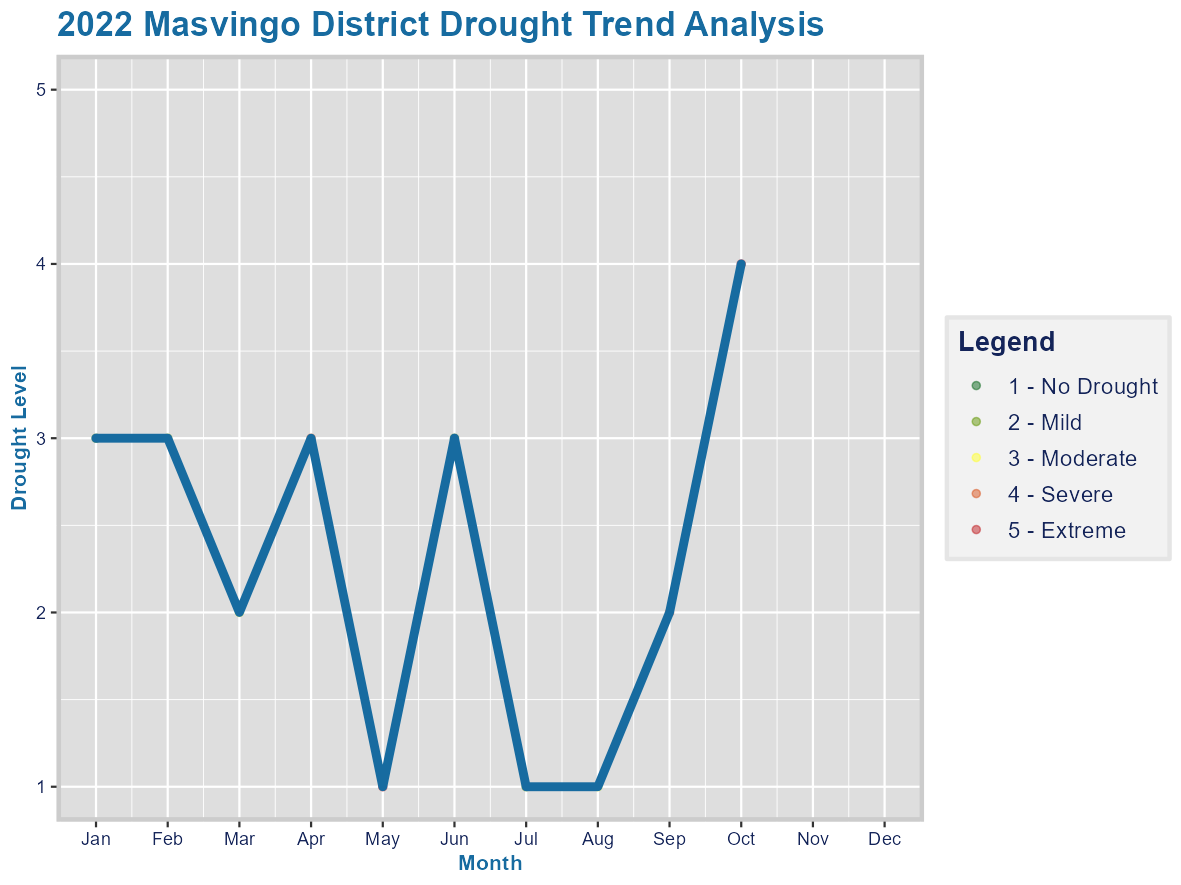 2022 Masvingo District Drought Trend Analysis
Drought Level
5
4
3
2
1
Jan Feb Mar Apr May Jun Jul Aug Sep Oct Nov Dec
Month
Legend
1 - No Drought
2 - Mild
3 - Moderate
4 - Severe
5 - Extreme